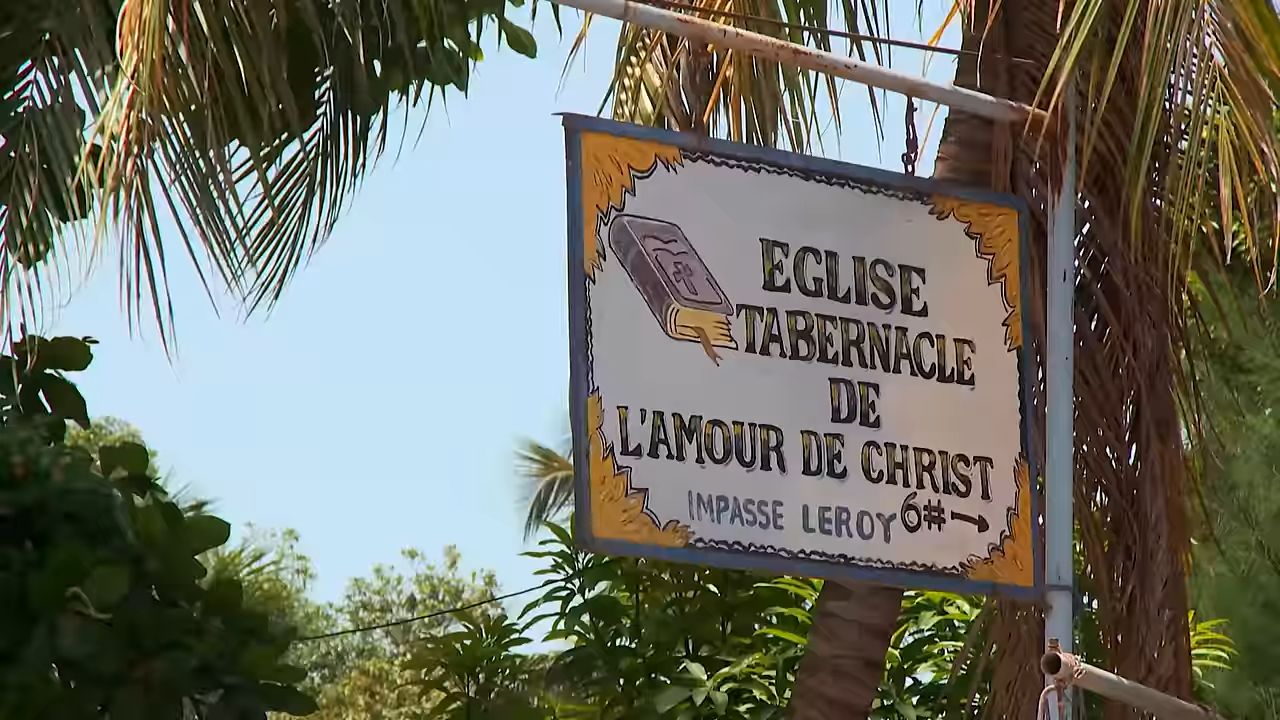 EGLISE
TABERNACLE
DE
L'AMOUR DE CHRIST
IMPASSE LEROY 6#→